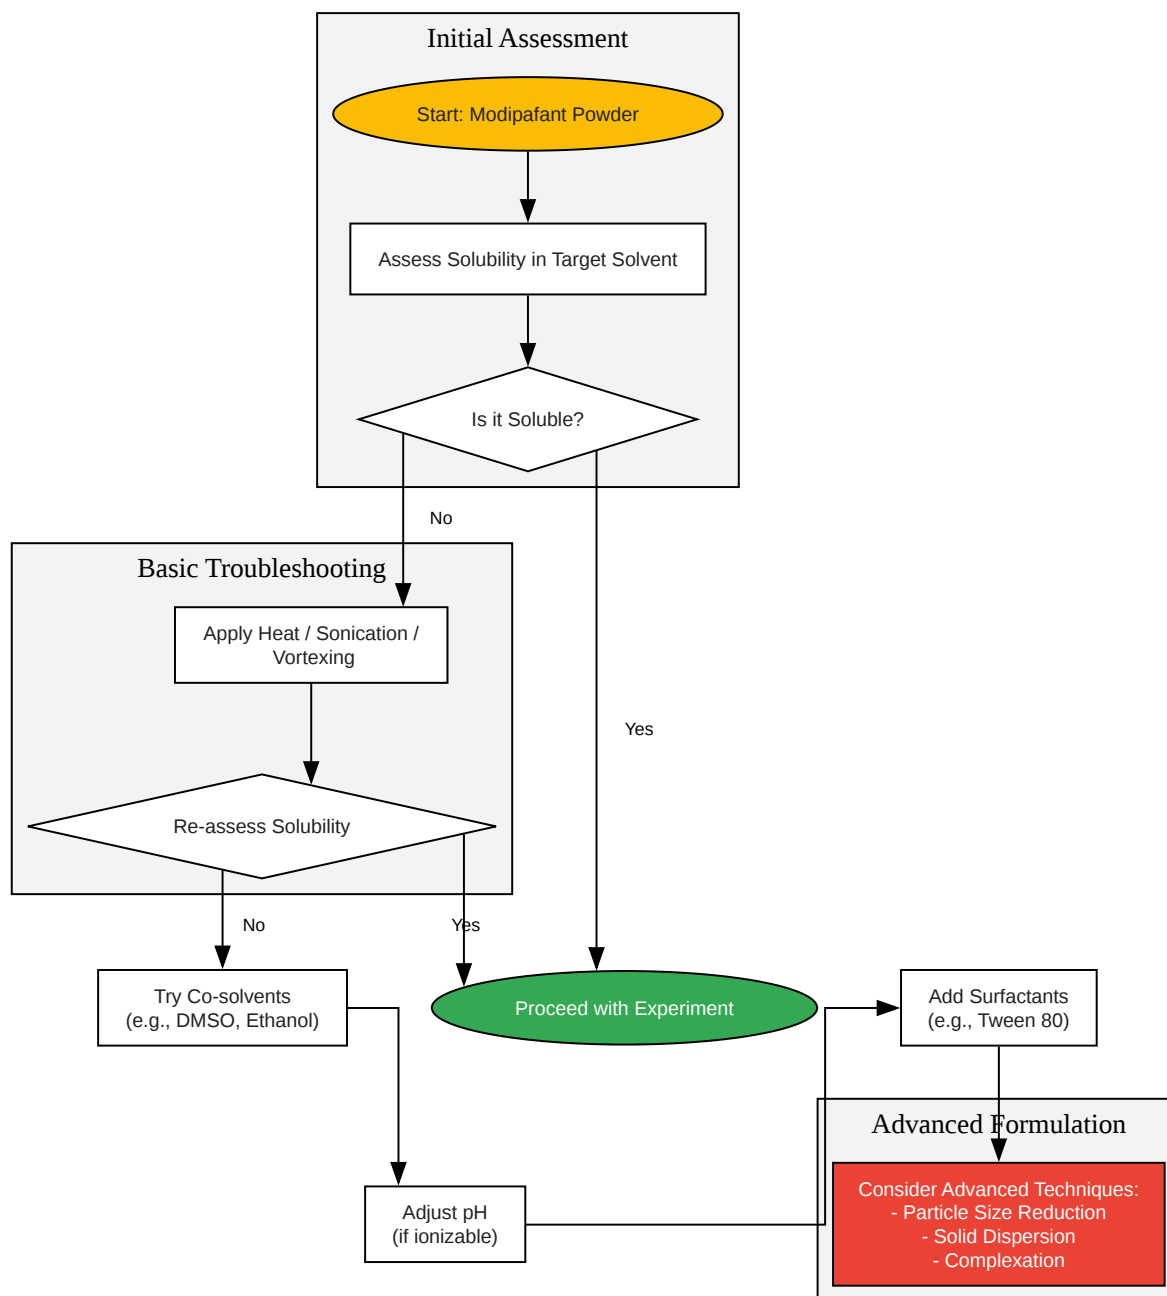 Initial Assessment
Start: Modipafant Powder
Assess Solubility in Target Solvent
Is it Soluble?
No
Basic Troubleshooting
Apply Heat / Sonication /
Vortexing
Yes
Re-assess Solubility
No
Yes
Try Co-solvents
(e.g., DMSO, Ethanol)
Proceed with Experiment
Add Surfactants
(e.g., Tween 80)
Advanced Formulation
Adjust pH
(if ionizable)
Consider Advanced Techniques:
- Particle Size Reduction
- Solid Dispersion
- Complexation